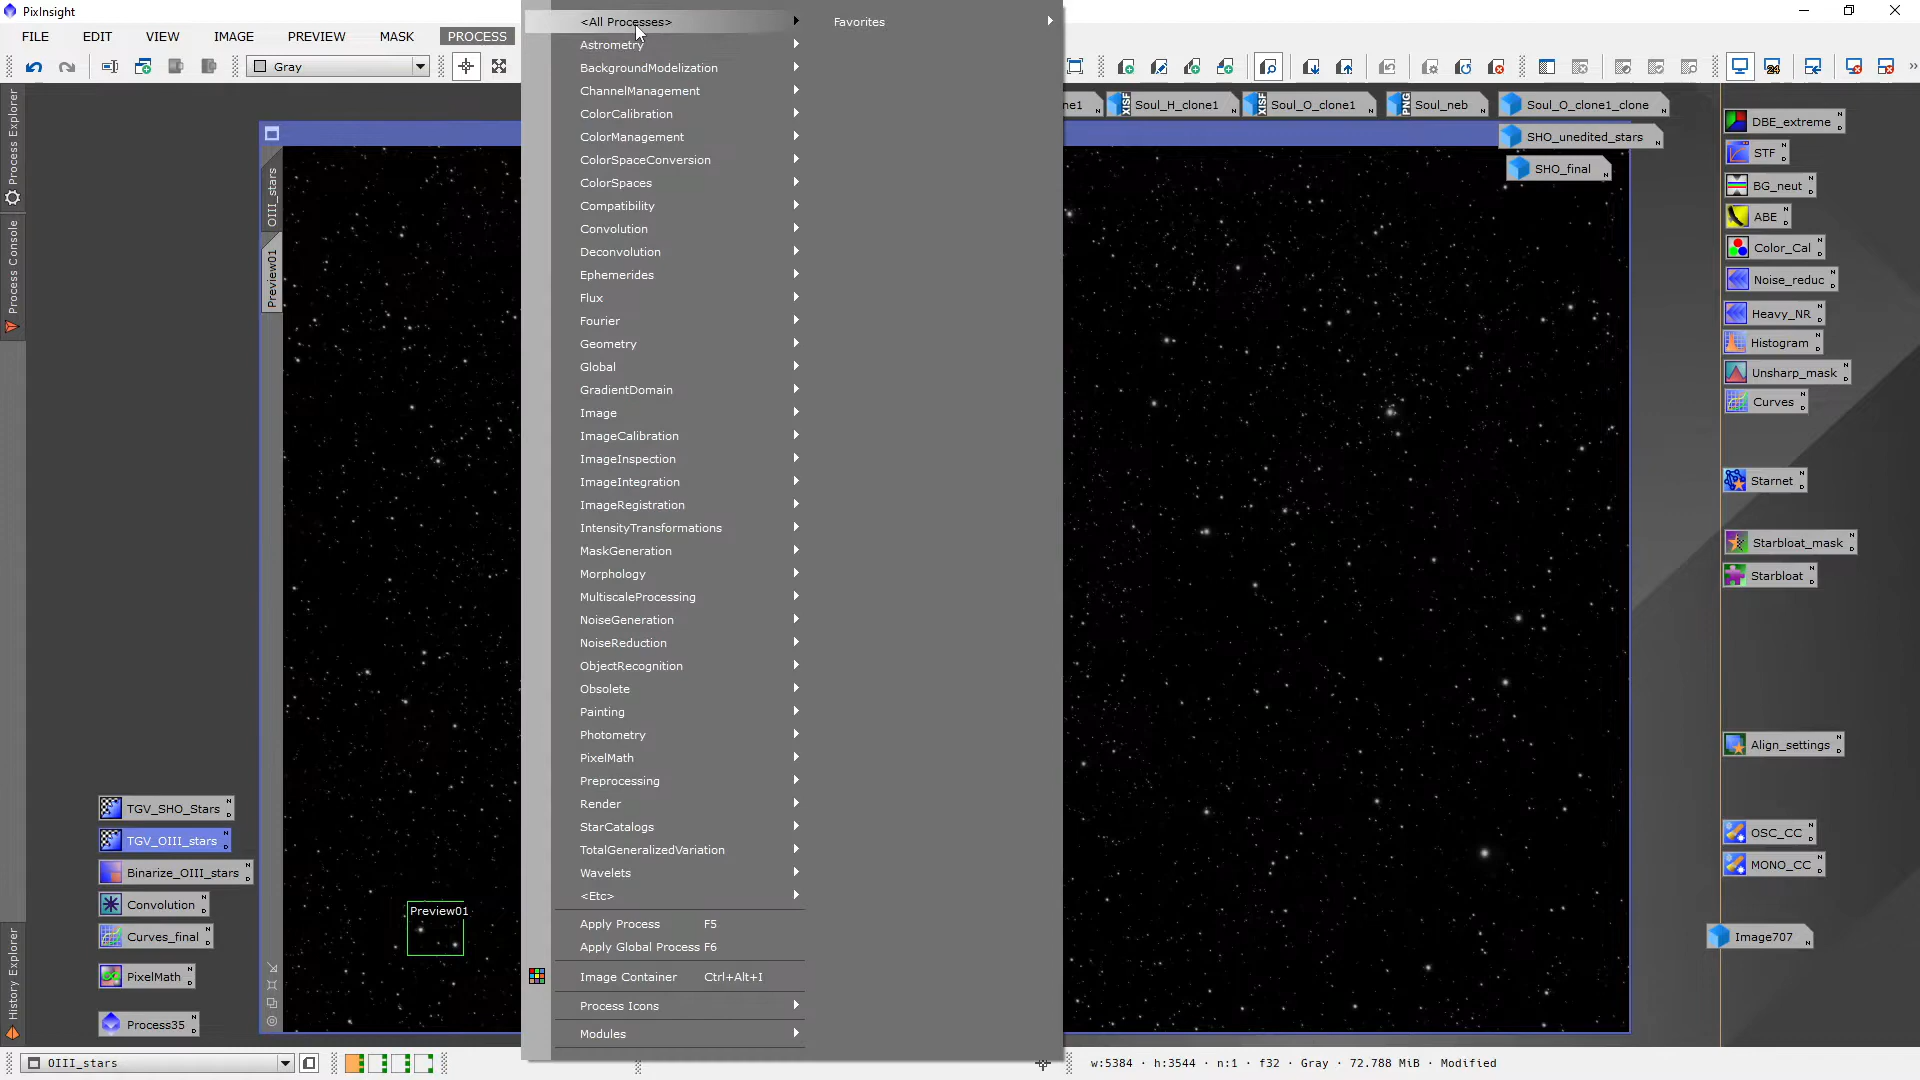 PixInsight
FILE EDIT VIEW IMAGE PREVIEW MASK PROCESS
Gray
<All Processes>
Astrometry
BackgroundModelization
ChannelManagement
ColorCalibration
ColorManagement
ColorSpaceConversion
ColorSpaces
Compatibility
Convolution
Deconvolution
Ephemerides
Flux
Fourier
Geometry
Global
GradientDomain
Image
ImageCalibration
ImageInspection
ImageIntegration
ImageRegistration
IntensityTransformations
MaskGeneration
Morphology
MultiscaleProcessing
NoiseGeneration
NoiseReduction
ObjectRecognition
Obsolete
Painting
Photometry
PixelMath
Preprocessing
Render
StarCatalogs
TotalGeneralizedVariation
Wavelets
<Etc>
Apply Process F5
Apply Global Process F6
Image Container Ctrl+Alt+I
Process Icons
Modules
Favorites
ne1
Soul_H_clone1
Soul_O_clone1
Soul_neb
Soul_O_clone1_clone
SHO_unedited_stars
SHO_final
DBE_extreme
STF
BG_neut
ABE
Color_Cal
Noise_reduc
Heavy_NR
Histogram
Unsharp_mask
Curves
Starnet
Starbloat_mask
Starbloat
Align_settings
OSC_CC
MONO_CC
Image707
Process Explorer
Process Console
History Explorer
OIII_stars
Preview01
Preview01
TGV_SHO_Stars
TGV_OIII_stars
Binarize_OIII_stars
Convolution
Curves_final
PixelMath
Process35
OIII_stars
w:5384 · h:3544 · n:1 · f32 · Gray · 72.788 MiB · Modified